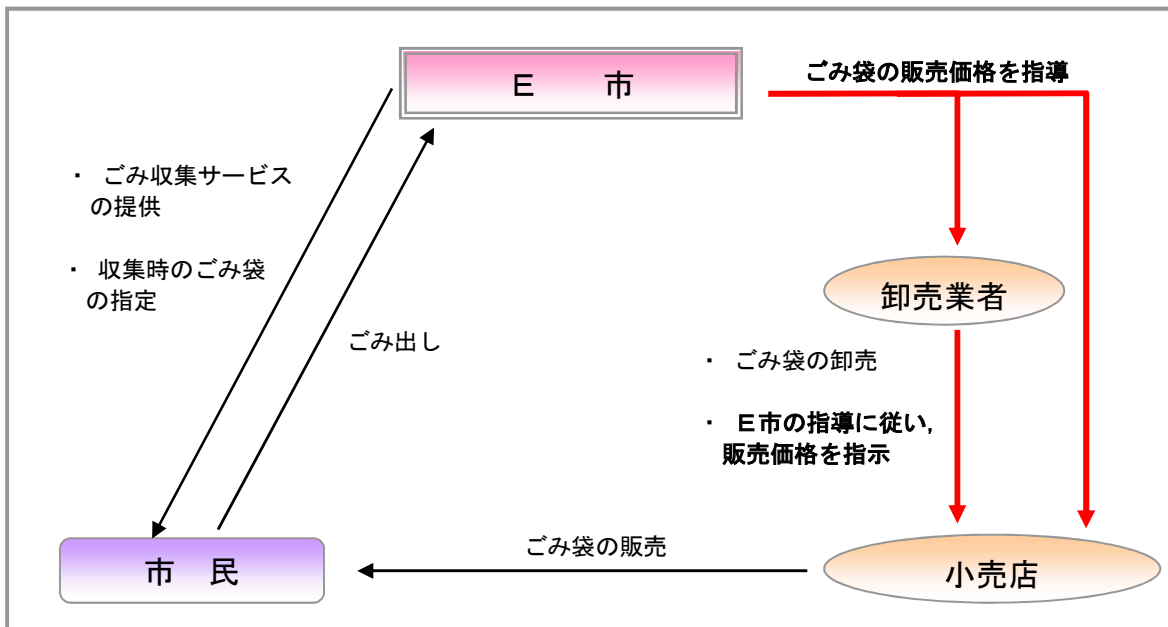 Ｅ　　市
ごみ袋の販売価格を指導
・　ごみ収集サービス
の提供
・　収集時のごみ袋
の指定
ごみ出し
卸売業者
・　ごみ袋の卸売
・　Ｅ市の指導に従い，
販売価格を指示
ごみ袋の販売
市　民
小売店